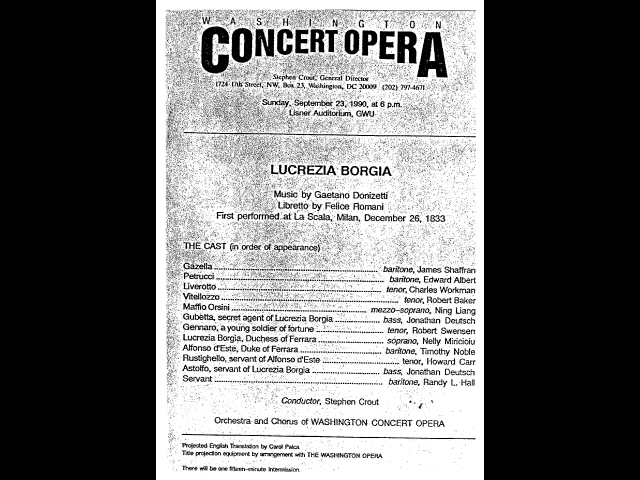 WASHINGTON
CONCERT OPERA
Stephen Crout, General Director
1724 17th Street, NW, Box 23, Washington, DC 20009 (202) 797-4671
Sunday, September 23, 1990, at 6 p.m.
Lisner Auditorium, GWU
LUCREZIA BORGIA
Music by Gaetano Donizetti
Libretto by Felice Romani
First performed at La Scala, Milan, December 26, 1833
THE CAST (in order of appearance)
Gazella ........ baritone, James Shaffran
Petrucci ........ baritone, Edward Albert
Liverotto ........ tenor, Charles Workman
Vitellozzo ........ tenor, Robert Baker
Maffio Orsini ........ mezzo-soprano, Ning Liang
Gubetta, secret agent of Lucrezia Borgia ........ bass, Jonathan Deutsch
Gennaro, a young soldier of fortune ........ tenor, Robert Swensen
Lucrezia Borgia, Duchess of Ferrara ........ soprano, Nelly Miricioiu
Alfonso d'Este, Duke of Ferrara ........ baritone, Timothy Noble
Rustighello, servant of Alfonso d'Este ........ tenor, Howard Carr
Astolfo, servant of Lucrezia Borgia ........ bass, Jonathan Deutsch
Servant ........ baritone, Randy L. Hall
Conductor, Stephen Crout
Orchestra and Chorus of WASHINGTON CONCERT OPERA
Projected English Translation by Carol Palca
Title projection equipment by arrangement with THE WASHINGTON OPERA
There will be one fifteen-minute intermission.